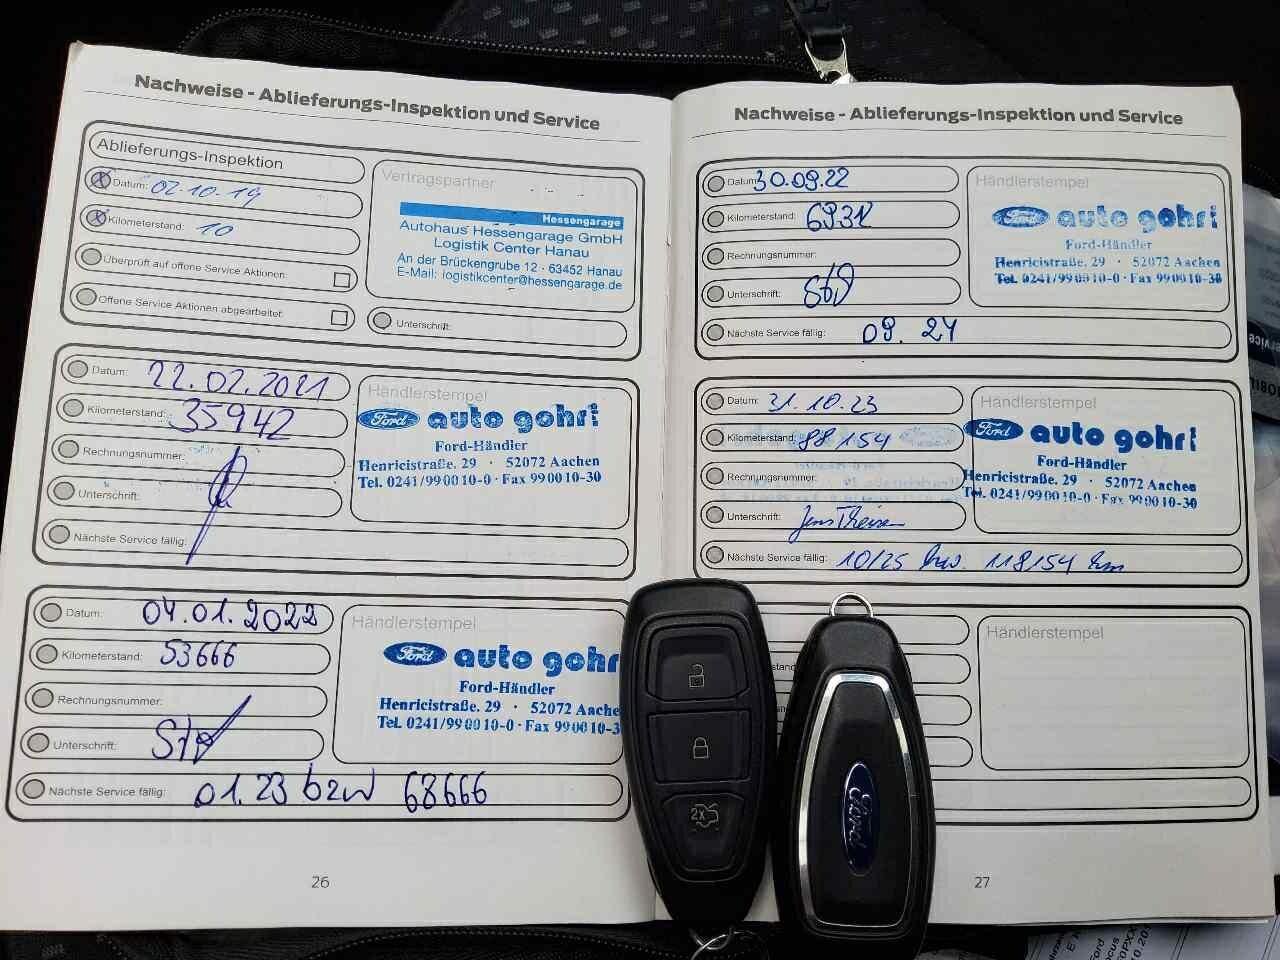 Nachweise - Ablieferungs-Inspektion und Service
Ablieferungs-Inspektion
Datum: 02.10.19
Kilometerstand: 10
Überprüft auf offene Service Aktionen:
Offene Service Aktionen abgearbeitet:
Vertragspartner
Hessengarage
Autohaus Hessengarage GmbH
Logistik Center Hanau
An der Brückengrube 12 · 63452 Hanau
E-Mail: logistikcenter@hessengarage.de
Unterschrift:
Datum: 22.02.2021
Kilometerstand: 35942
Rechnungsnummer:
Unterschrift:
Nächste Service fällig:
Händlerstempel
Ford auto gohr
Ford-Händler
Henricistraße. 29 · 52072 Aachen
Tel. 0241/990010-0 · Fax 990010-30
Datum: 04.01.2022
Kilometerstand: 53666
Rechnungsnummer:
Unterschrift:
Nächste Service fällig: 01.23 bzw 68666
Händlerstempel
Ford auto gohr
Ford-Händler
Henricistraße. 29 · 52072 Aachen
Tel. 0241/990010-0 · Fax 990010-3
26
Nachweise - Ablieferungs-Inspektion und Service
Datum: 30.09.22
Kilometerstand:
Rechnungsnummer:
Unterschrift:
Nächste Service fällig: 09.24
Händlerstempel
Ford auto gohr
Ford-Händler
Henricistraße. 29 · 52072 Aachen
Tel. 0241/990010-0 · Fax 990010-30
Datum: 31.10.23
Kilometerstand: 88154
Rechnungsnummer:
Unterschrift:
Nächste Service fällig: 10/25 bzw. 118154 km
Händlerstempel
Ford auto gohr
Ford-Händler
Henricistraße. 29 · 52072 Aachen
Tel. 0241/990010-0 · Fax 990010-30
Händlerstempel
27
2x
Ford